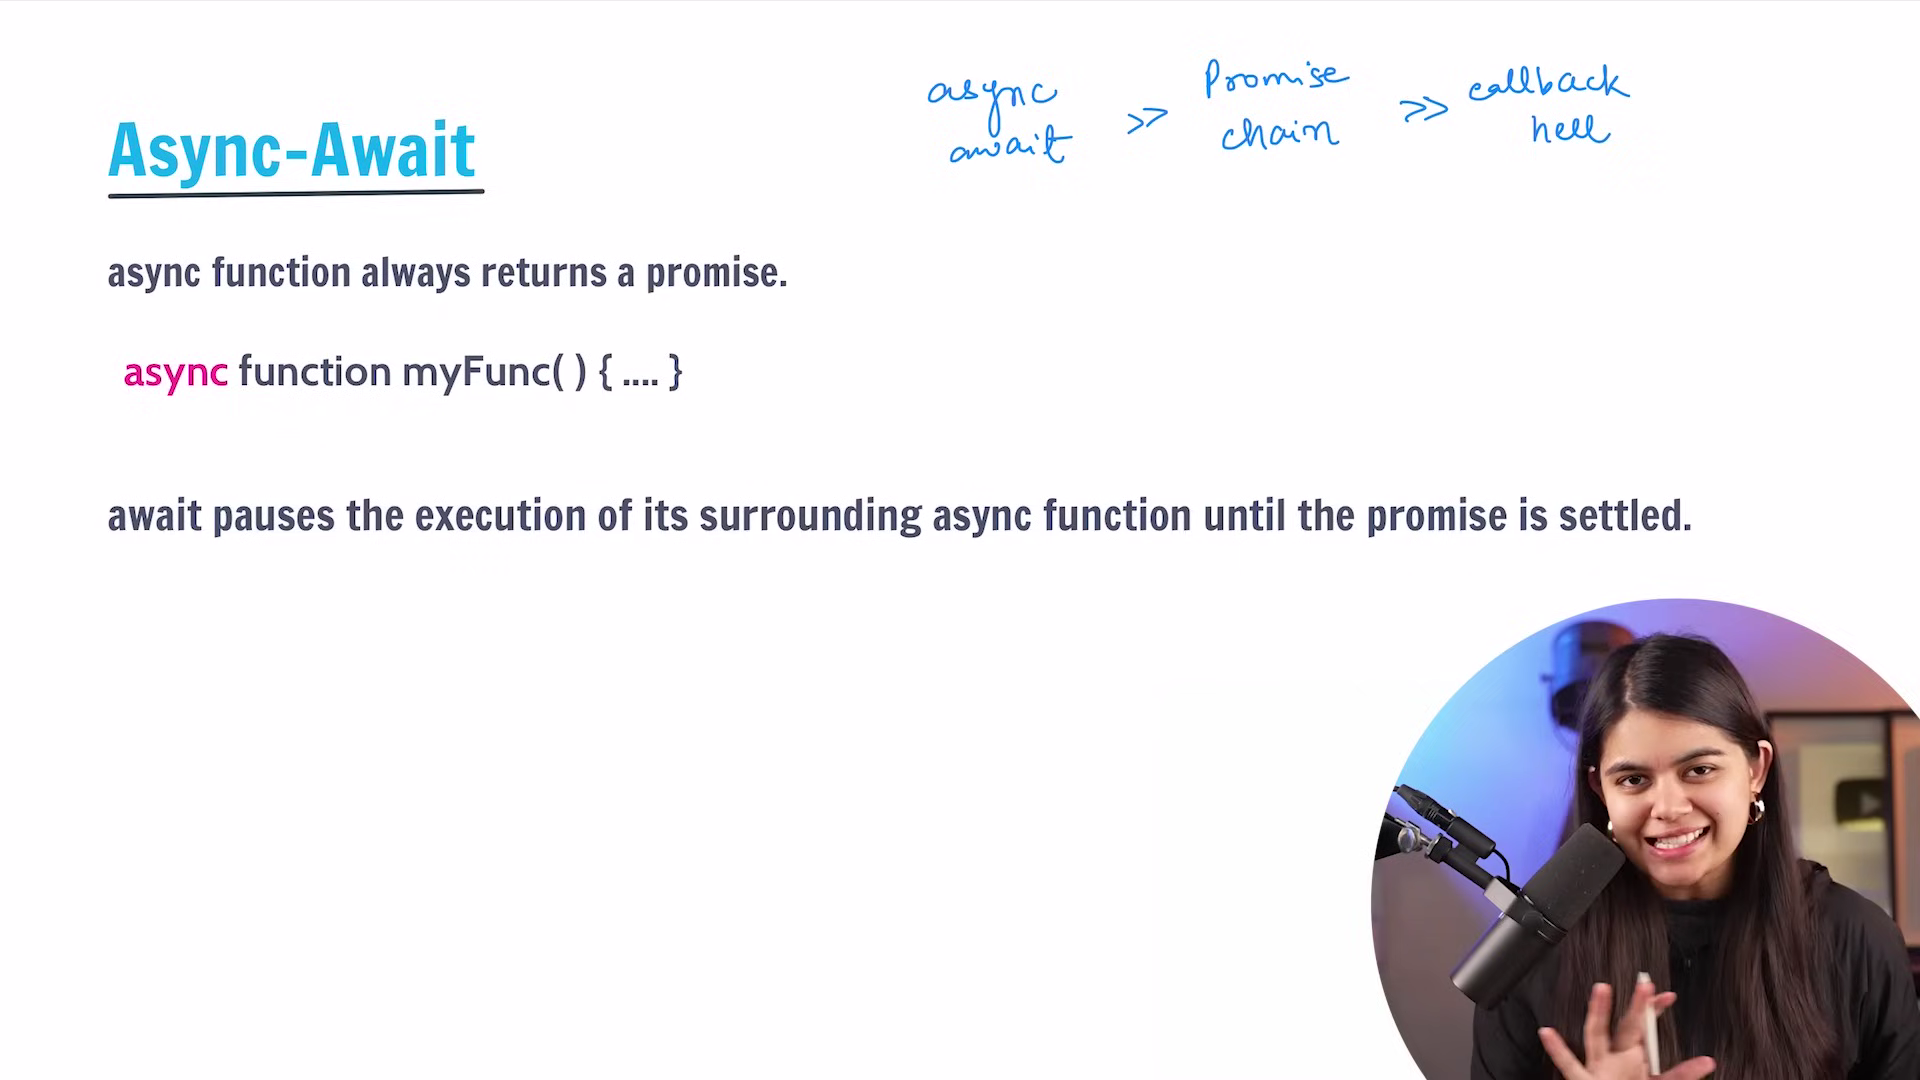 async
await >> Promise
chain >> callback
hell
Async-Await
async function always returns a promise.
async function myFunc( ) { .... }
await pauses the execution of its surrounding async function until the promise is settled.